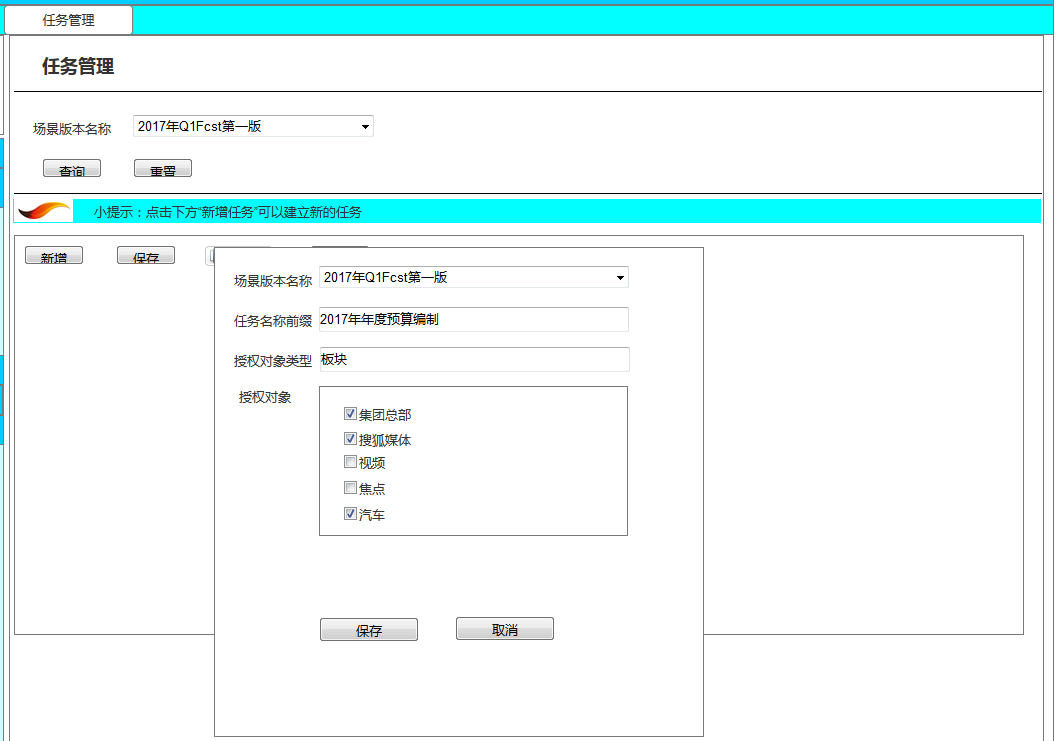 任务管理
任务管理
场景版本名称 2017年Q1Fcst第一版
查询 重置
小提示：点击下方“新增任务”可以建立新的任务
新增 保存
场景版本名称 2017年Q1Fcst第一版
任务名称前缀 2017年年度预算编制
授权对象类型 板块
授权对象
集团总部
搜狐媒体
视频
焦点
汽车
保存 取消